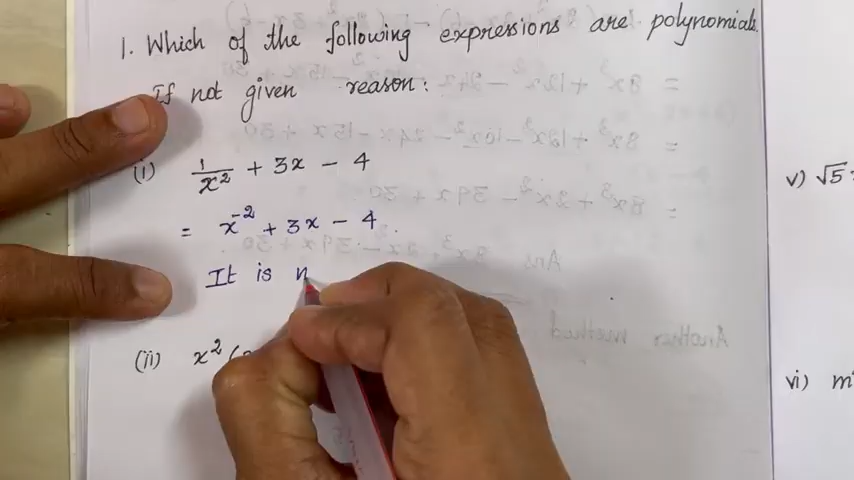 1. Which of the following expressions are polynomials.
If not given reason:
(i) 1/x² + 3x - 4
= x⁻² + 3x - 4.
It is n
(ii) x² (
v) √5
vi) m